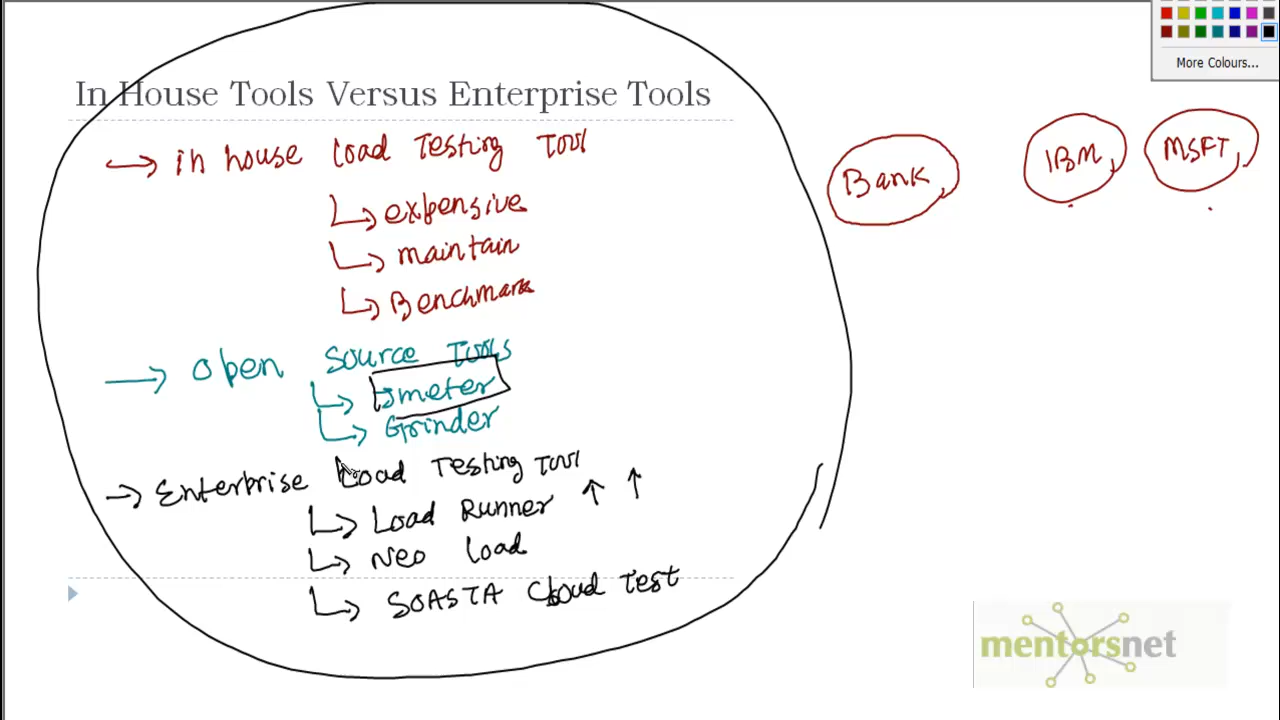 More Colours...
In House Tools Versus Enterprise Tools
in house Load Testing Tool
expensive
maintain
Benchmark
Bank
IBM
MSFT
Open Source Tools
Jmeter
Grinder
Enterprise Load Testing Tool
Load Runner
Neo Load
SOASTA Cloud Test
mentorsnet